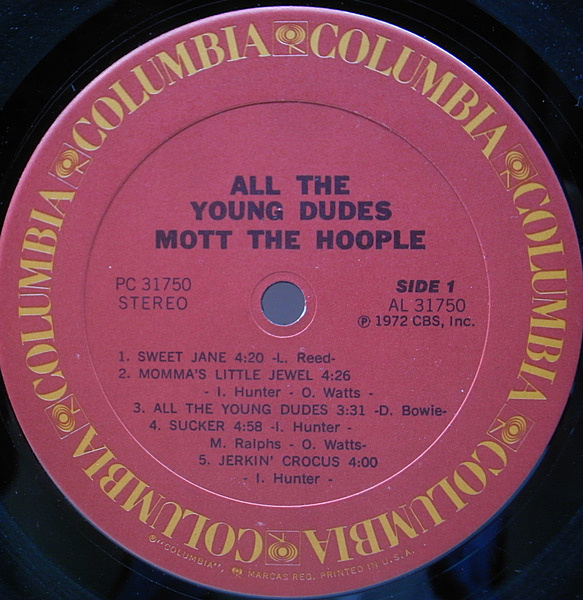 COLUMBIA COLUMBIA COLUMBIA COLUMBIA COLUMBIA COLUMBIA COLUMBIA
ALL THE
YOUNG DUDES
MOTT THE HOOPLE
PC 31750
STEREO
SIDE 1
AL 31750
℗ 1972 CBS, Inc.
1. SWEET JANE 4:20 -L. Reed-
2. MOMMA'S LITTLE JEWEL 4:26
- I. Hunter - O. Watts -
3. ALL THE YOUNG DUDES 3:31 -D. Bowie-
4. SUCKER 4:58 -I. Hunter -
M. Ralphs - O. Watts-
5. JERKIN' CROCUS 4:00
- I. Hunter -
®"COLUMBIA", MARCAS REG. PRINTED IN U.S.A.